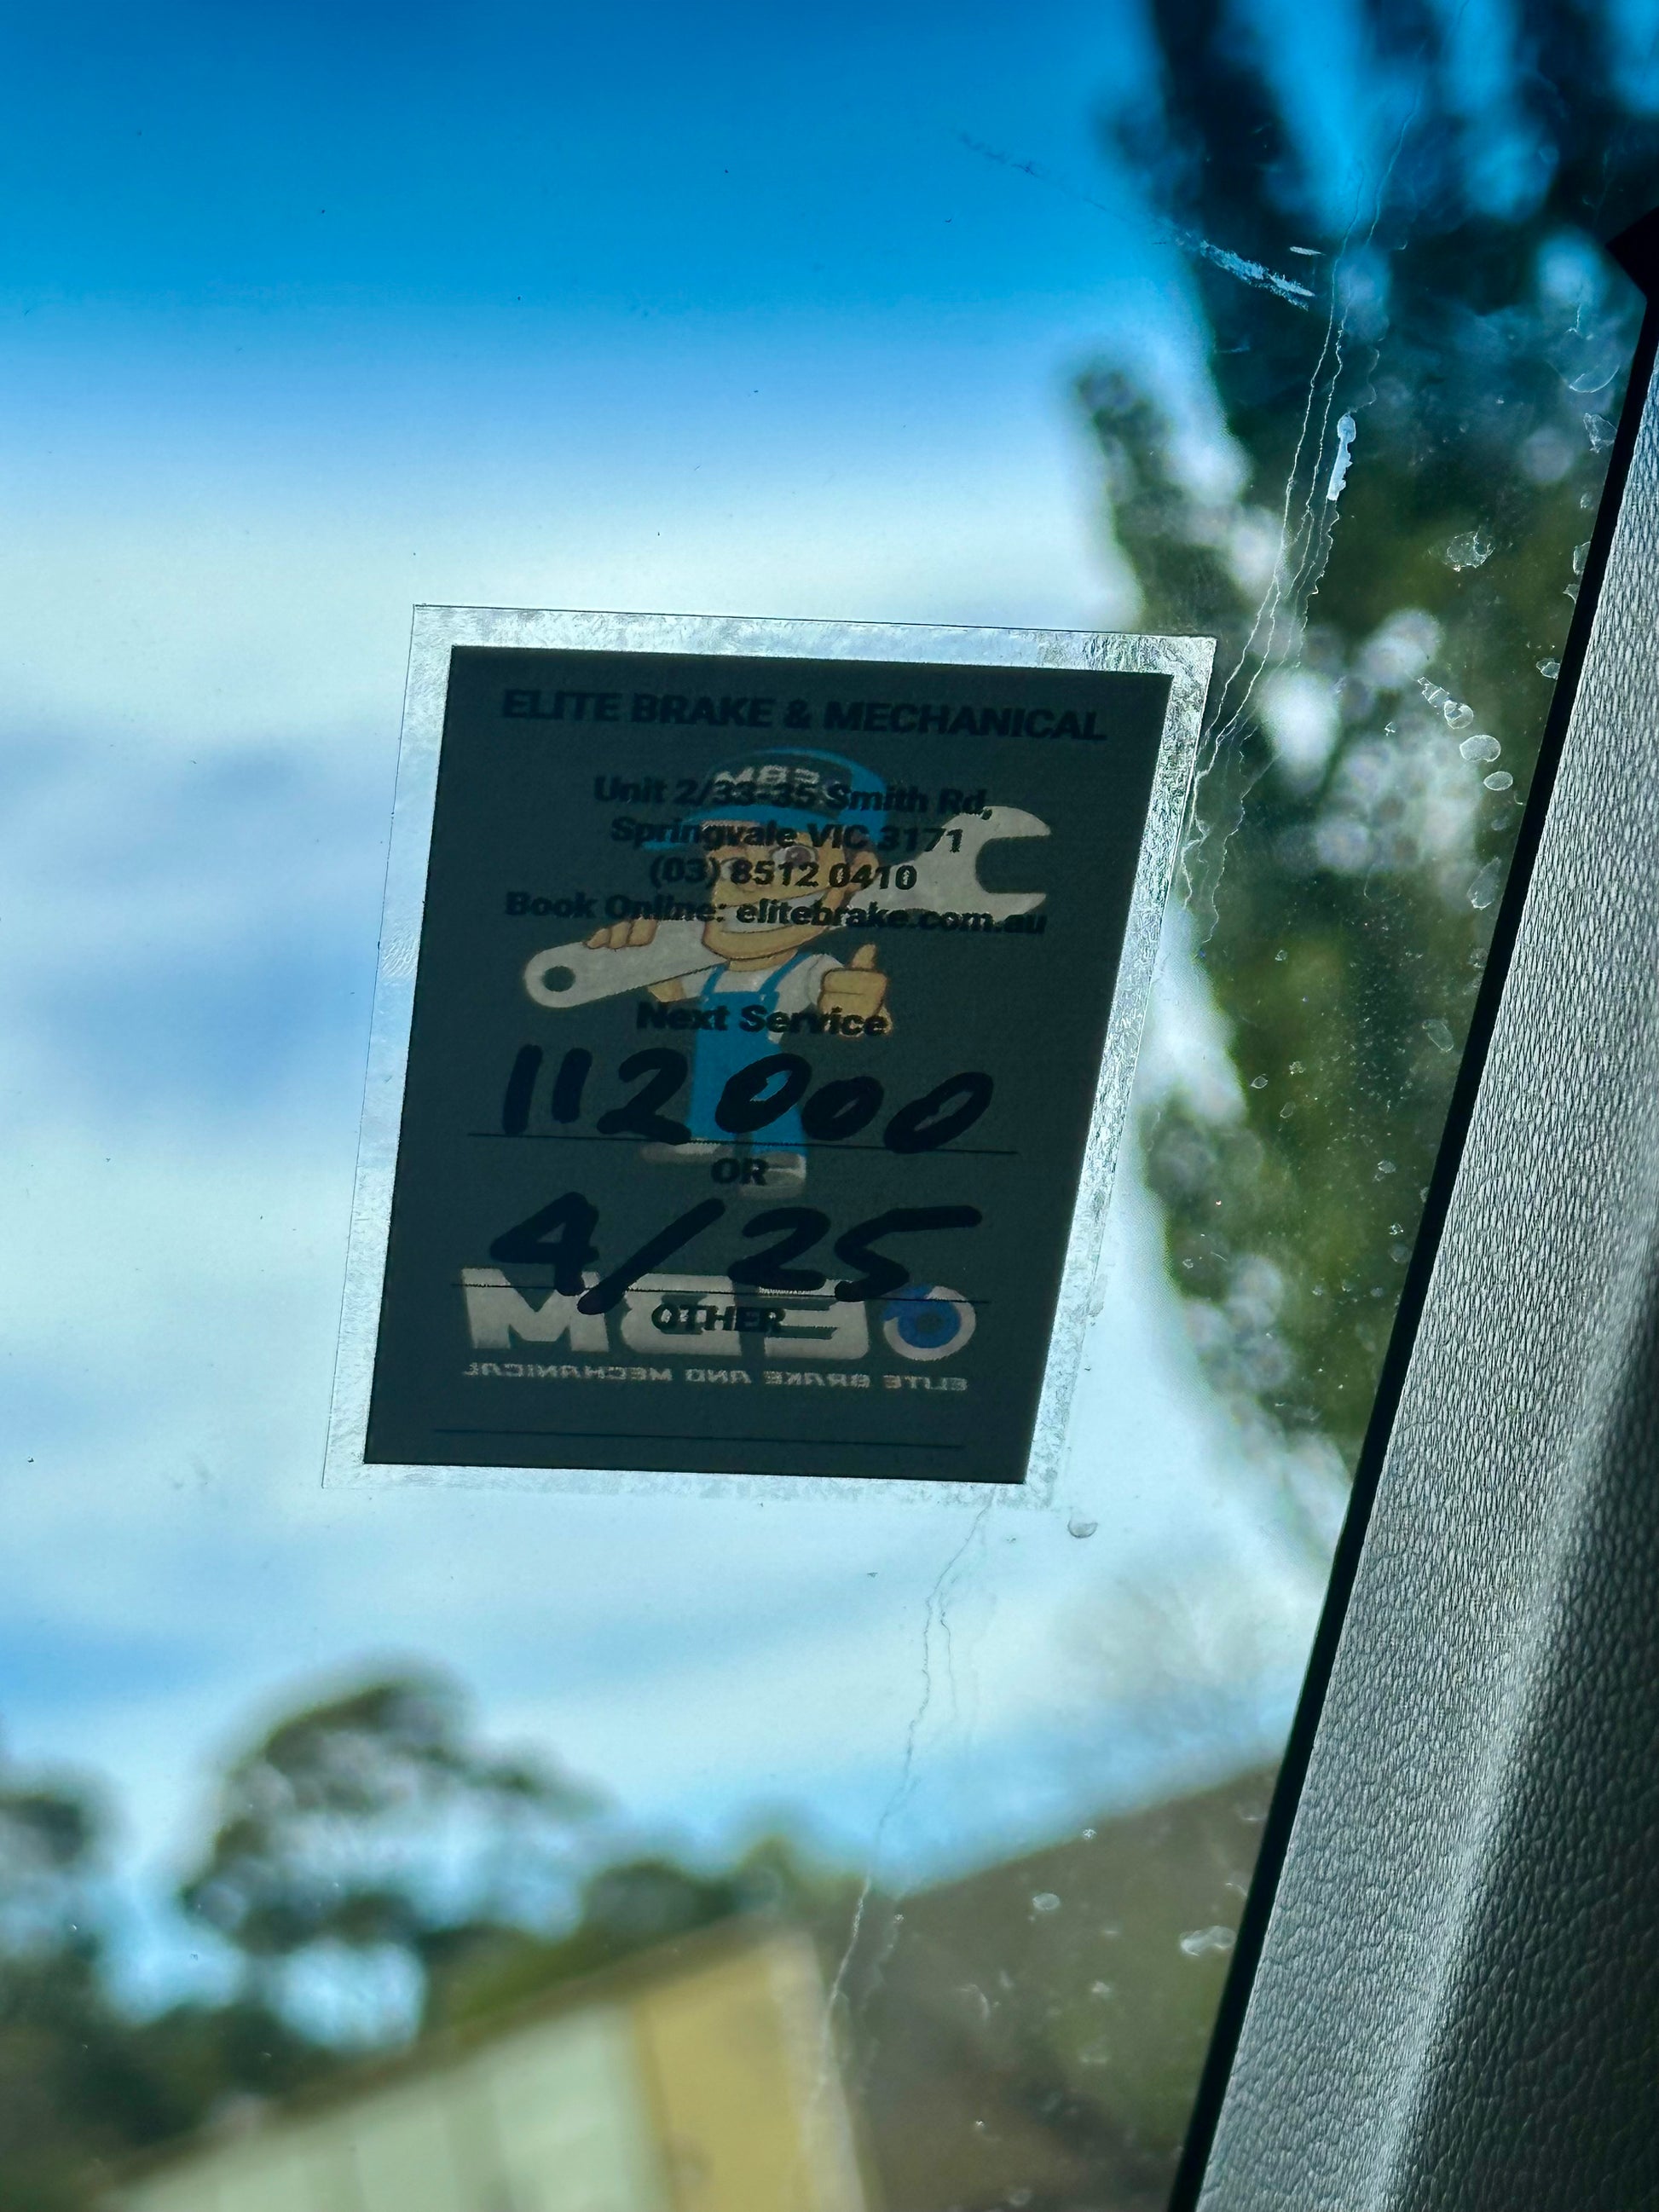 ELITE BRAKE & MECHANICAL
Unit 2/33-35 Smith Rd,
Springvale VIC 3171
(03) 8512 0410
Book Online: elitebrake.com.au
Next Service
112000
OR
4/25
OTHER
EBM
ELITE BRAKE AND MECHANICAL